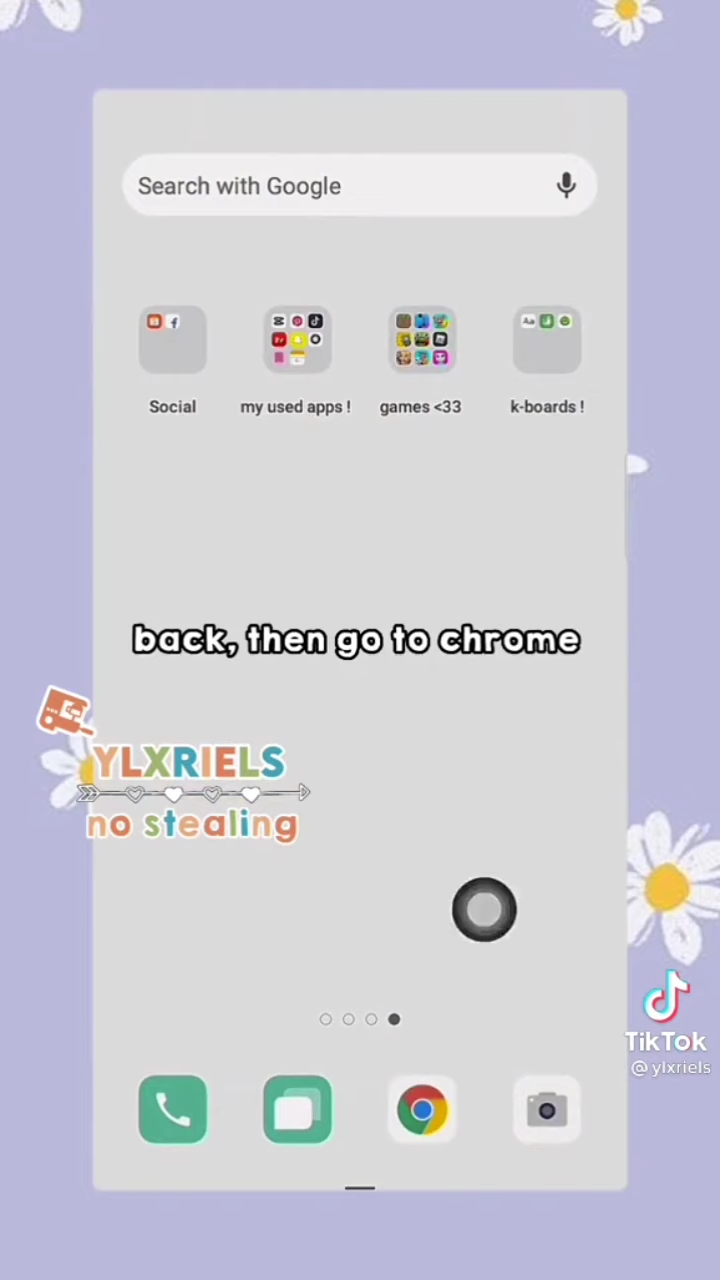 Search with Google
Social
my used apps !
games <33
k-boards !
back, then go to chrome
YLXRIELS
no stealing
TikTok
@ylxriels